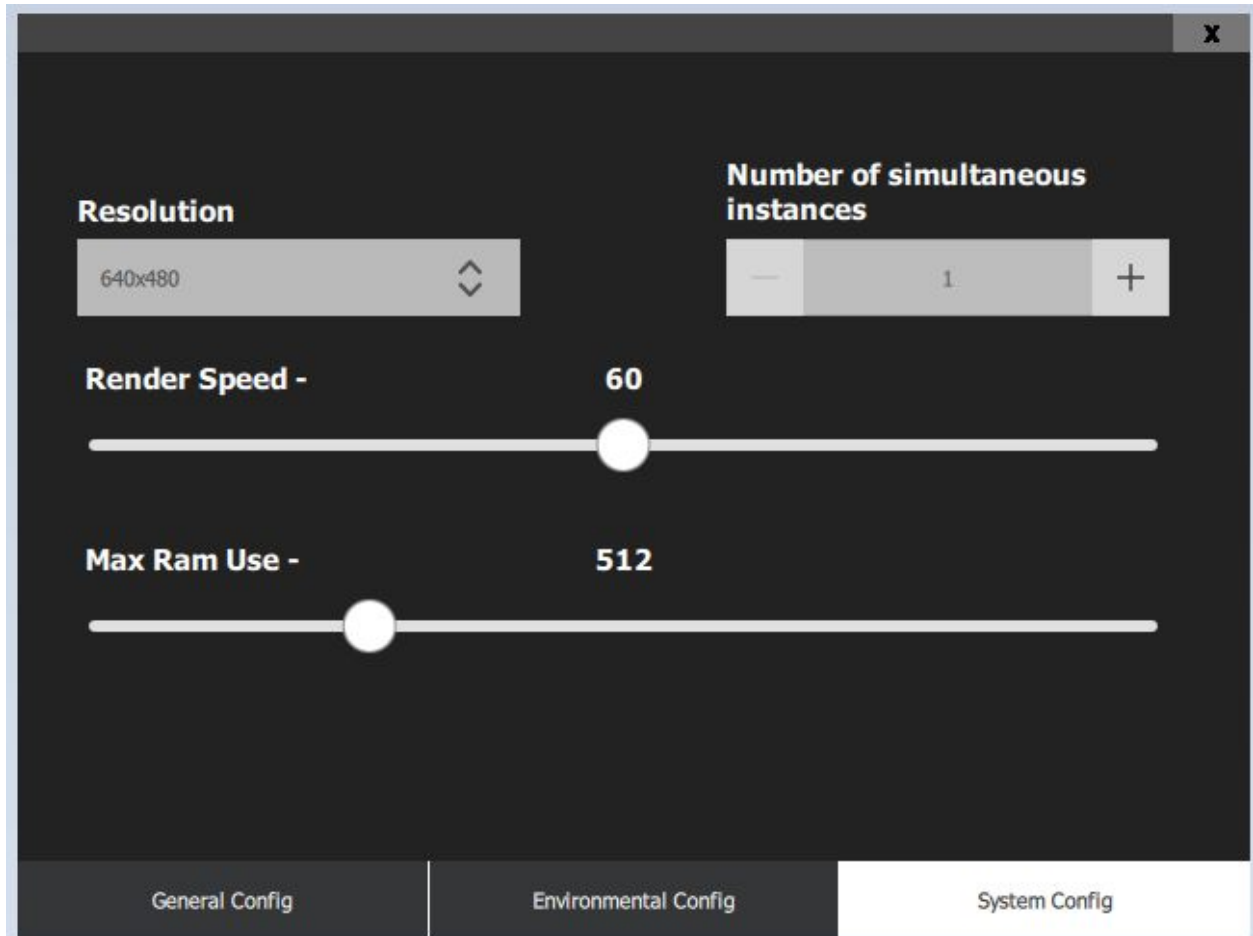 X
Number of simultaneous
instances
Resolution
640x480
1
Render Speed - 60
Max Ram Use - 512
General Config Environmental Config System Config